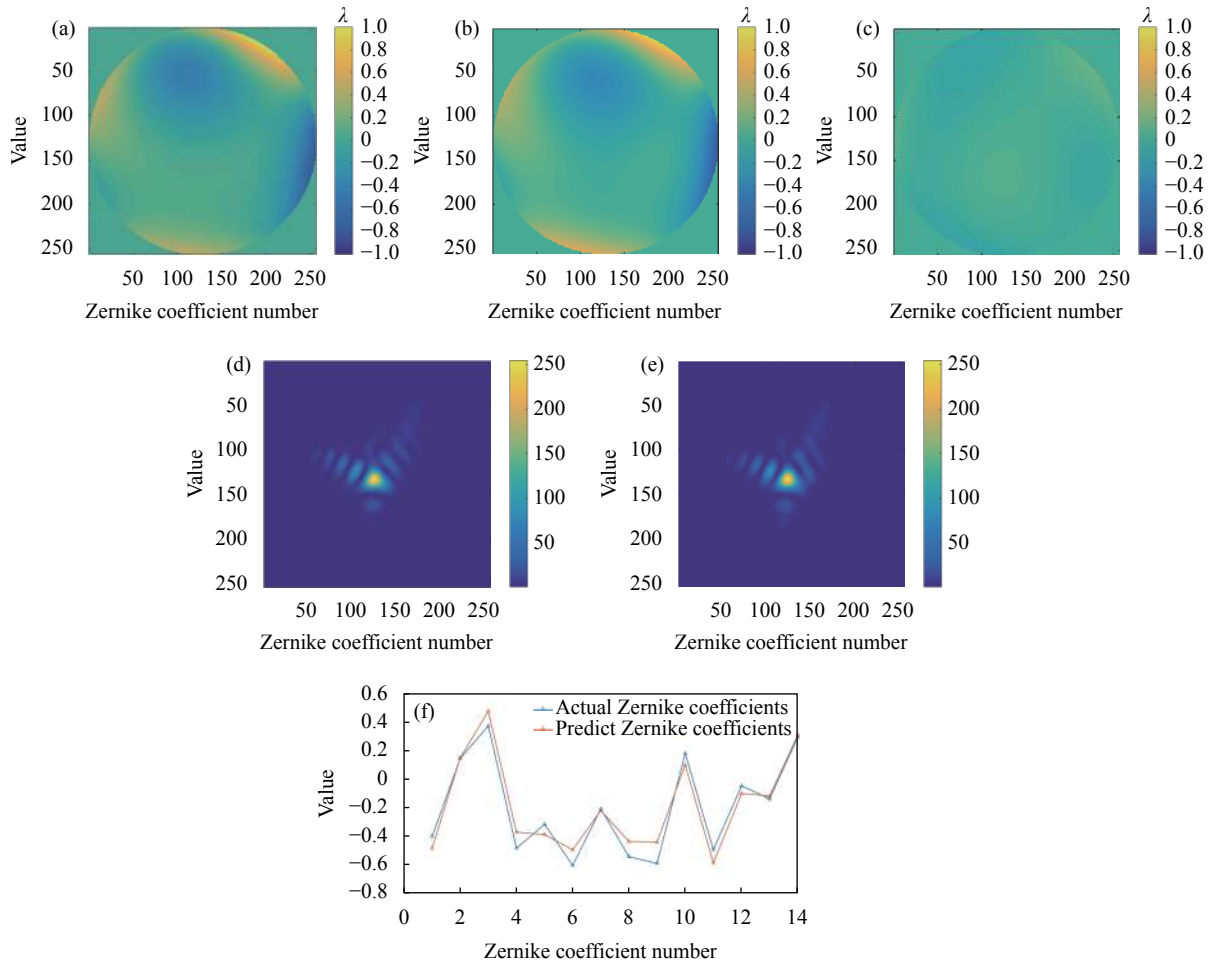 (a)
λ
1.0
0.8
0.6
0.4
0.2
0
−0.2
−0.4
−0.6
−0.8
−1.0
50
100
150
200
250
Value
50 100 150 200 250
Zernike coefficient number
(b)
λ
1.0
0.8
0.6
0.4
0.2
0
−0.2
−0.4
−0.6
−0.8
−1.0
50
100
150
200
250
Value
50 100 150 200 250
Zernike coefficient number
(c)
λ
1.0
0.8
0.6
0.4
0.2
0
−0.2
−0.4
−0.6
−0.8
−1.0
50
100
150
200
250
Value
50 100 150 200 250
Zernike coefficient number
(d)
250
200
150
100
50
50
100
150
200
250
Value
50 100 150 200 250
Zernike coefficient number
(e)
250
200
150
100
50
50
100
150
200
250
Value
50 100 150 200 250
Zernike coefficient number
(f)
Actual Zernike coefficients
Predict Zernike coefficients
0.6
0.4
0.2
0
−0.2
−0.4
−0.6
−0.8
Value
0 2 4 6 8 10 12 14
Zernike coefficient number